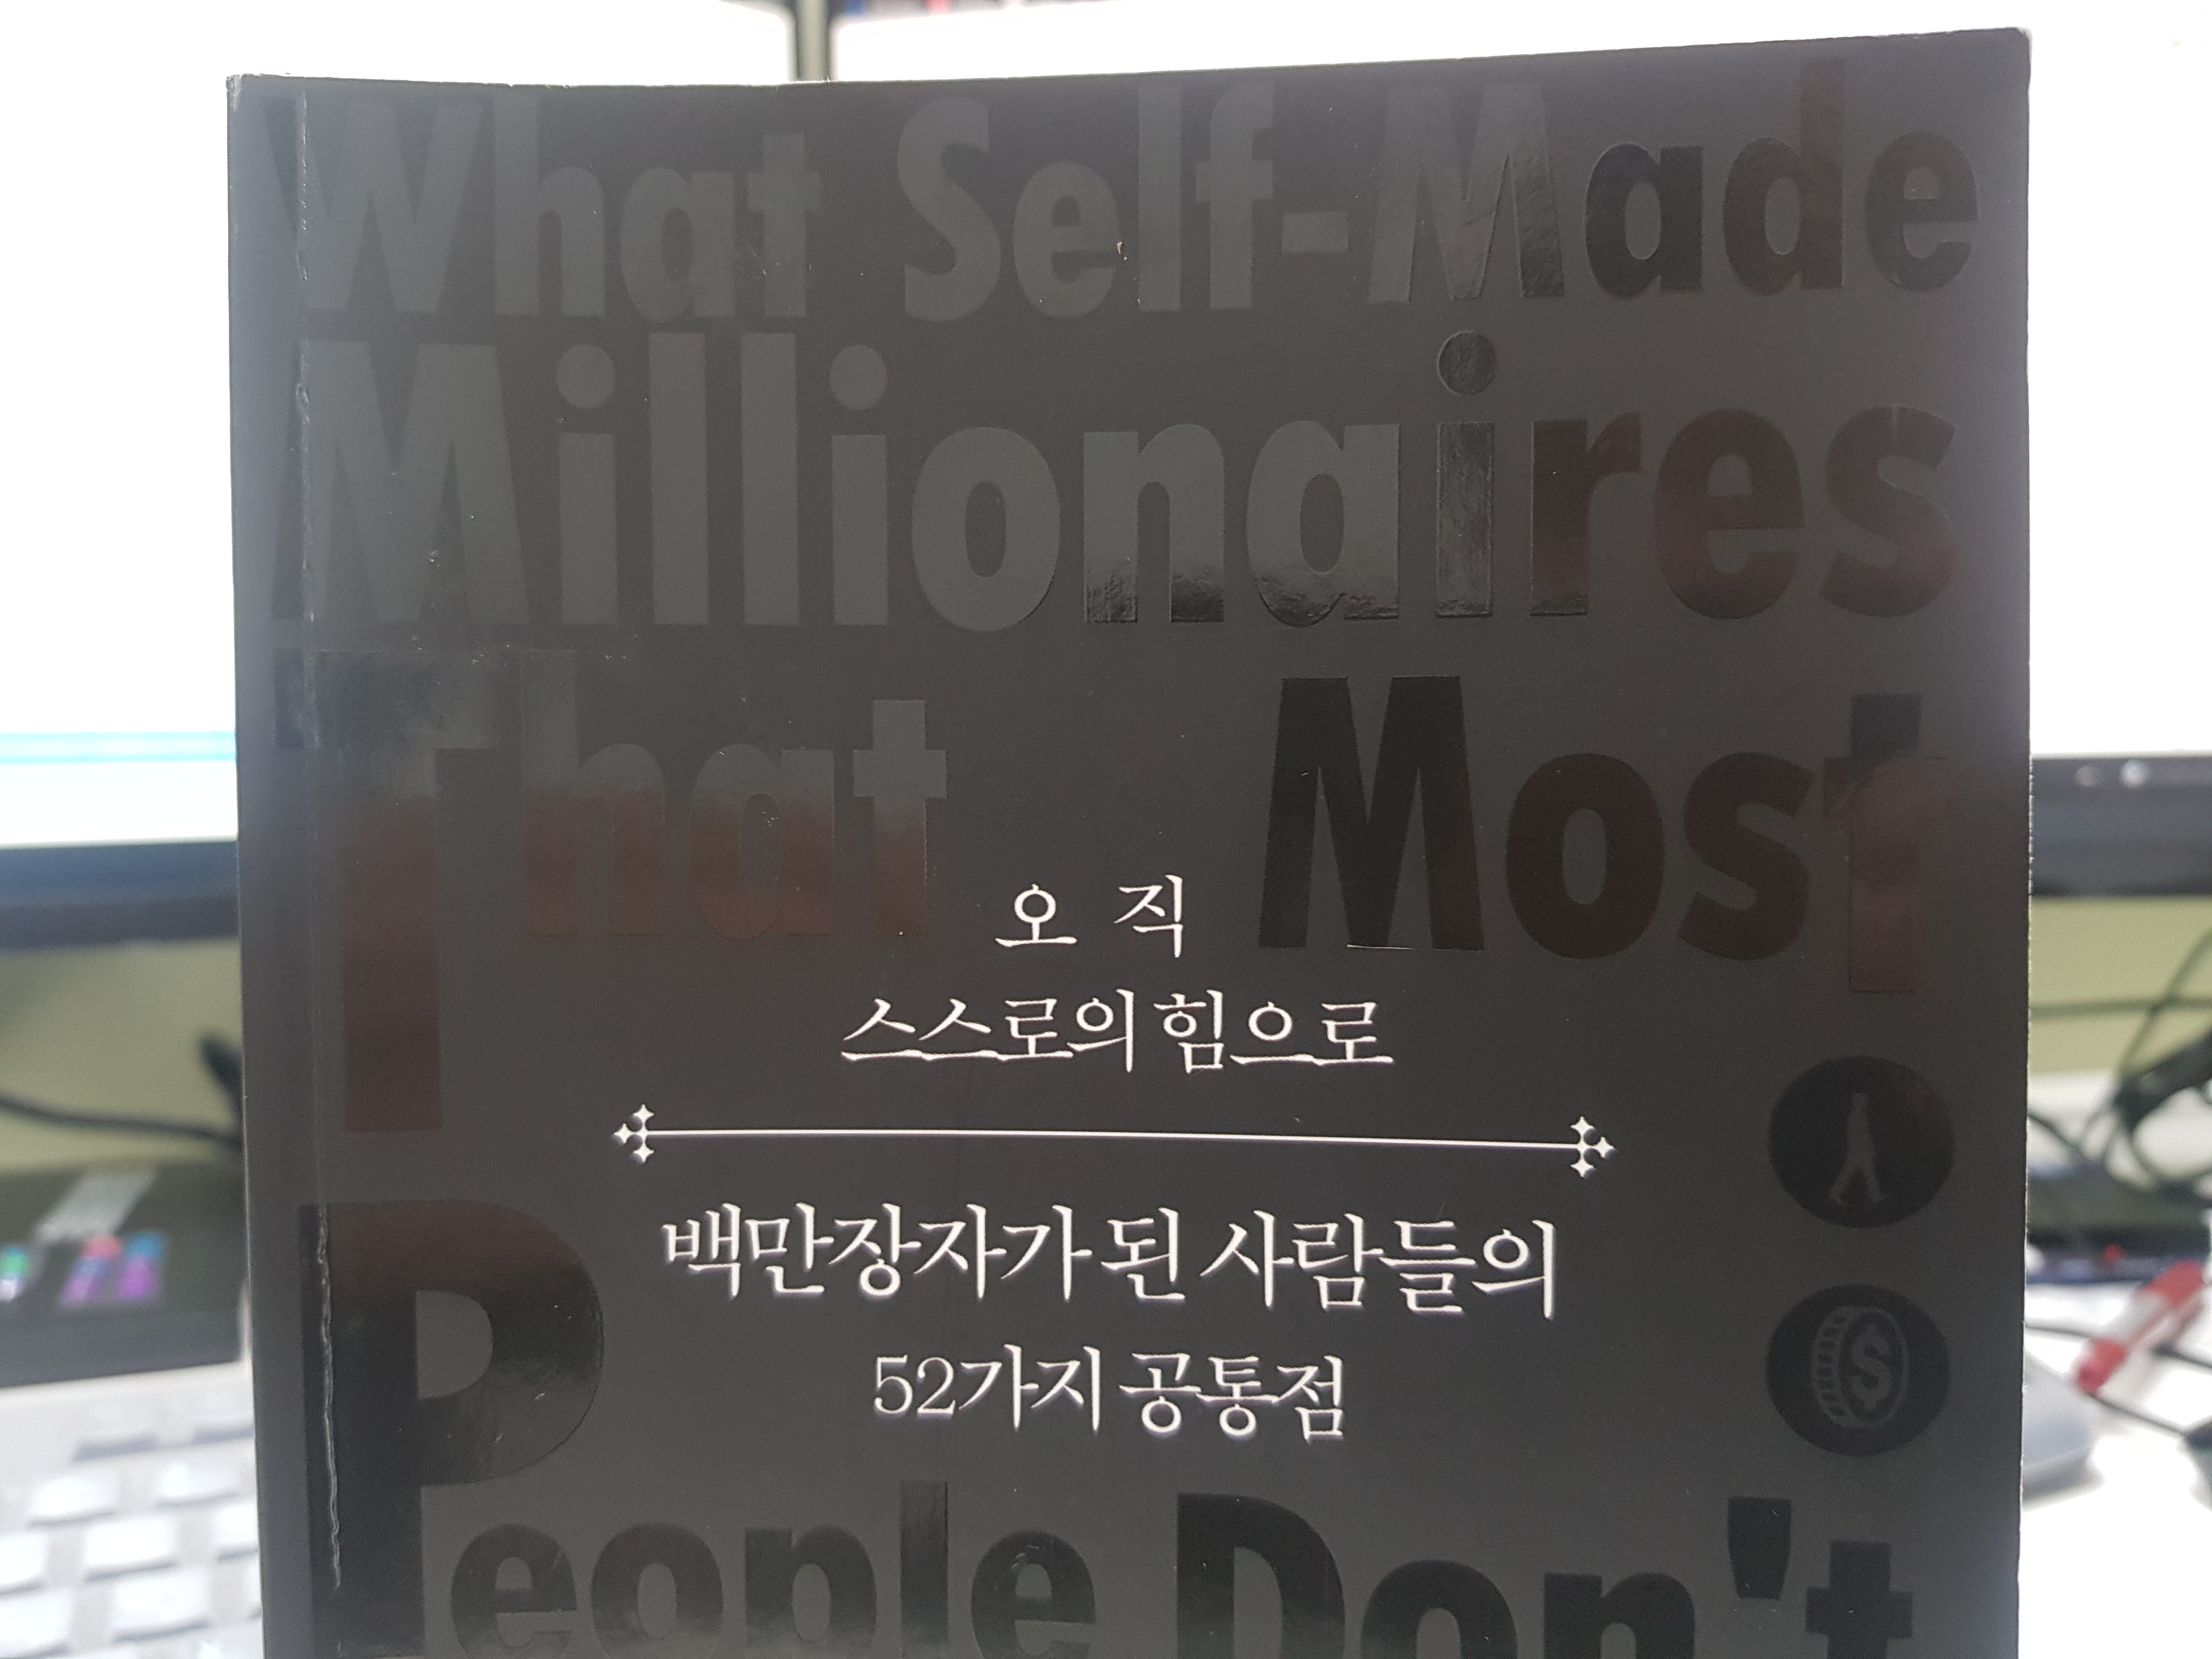 What Self-Made
Millionaires
That Most
오직
스스로의 힘으로
백만장자가 된 사람들의
52가지 공통점
$
People Don't